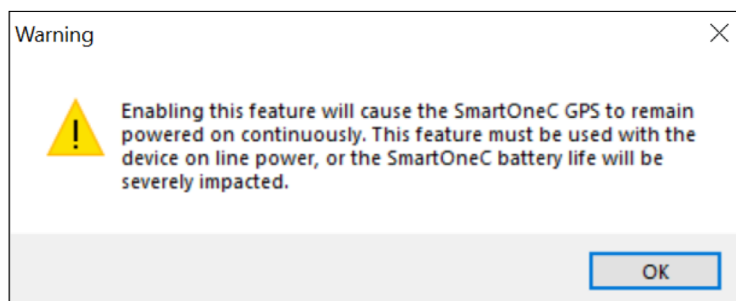 Warning
Enabling this feature will cause the SmartOneC GPS to remain
powered on continuously. This feature must be used with the
device on line power, or the SmartOneC battery life will be
severely impacted.
OK